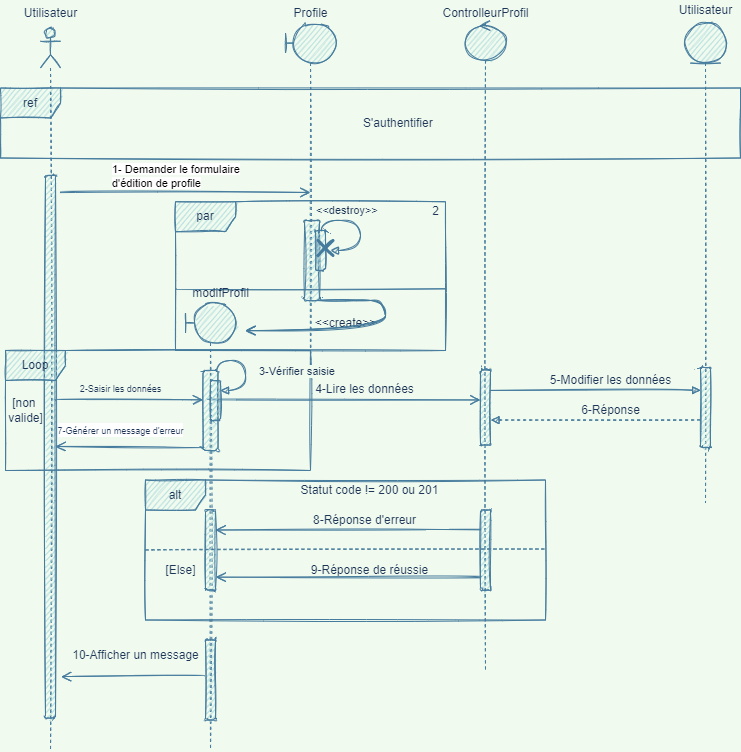 Utilisateur
Profile
ControlleurProfil
Utilisateur
ref
S'authentifier
1- Demander le formulaire
d'édition de profile
par
<<destroy>>
2
modifProfil
<<create>>
Loop
3-Vérifier saisie
[non
valide]
2-Saisir les données
4-Lire les données
5-Modifier les données
6-Réponse
7-Générer un message d'erreur
alt
Statut code != 200 ou 201
8-Réponse d'erreur
[Else]
9-Réponse de réussie
10-Afficher un message